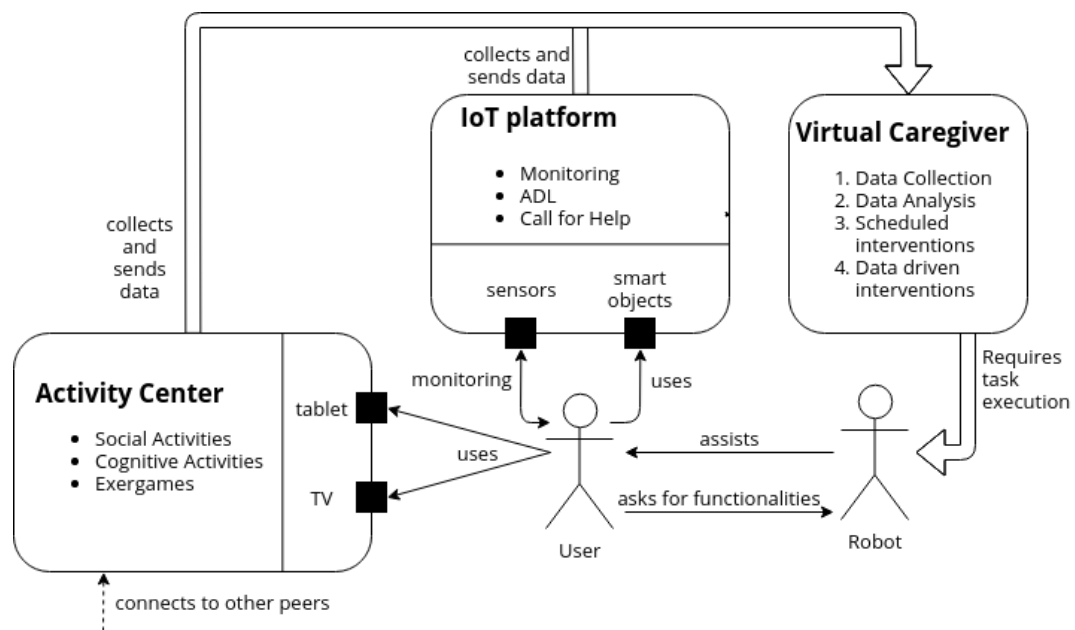 collects and
sends data
IoT platform
• Monitoring
• ADL
• Call for Help
sensors
smart
objects
Virtual Caregiver
1. Data Collection
2. Data Analysis
3. Scheduled
interventions
4. Data driven
interventions
collects
and
sends
data
Activity Center
• Social Activities
• Cognitive Activities
• Exergames
tablet
TV
monitoring
uses
uses
assists
asks for functionalities
User
Robot
Requires
task
execution
connects to other peers